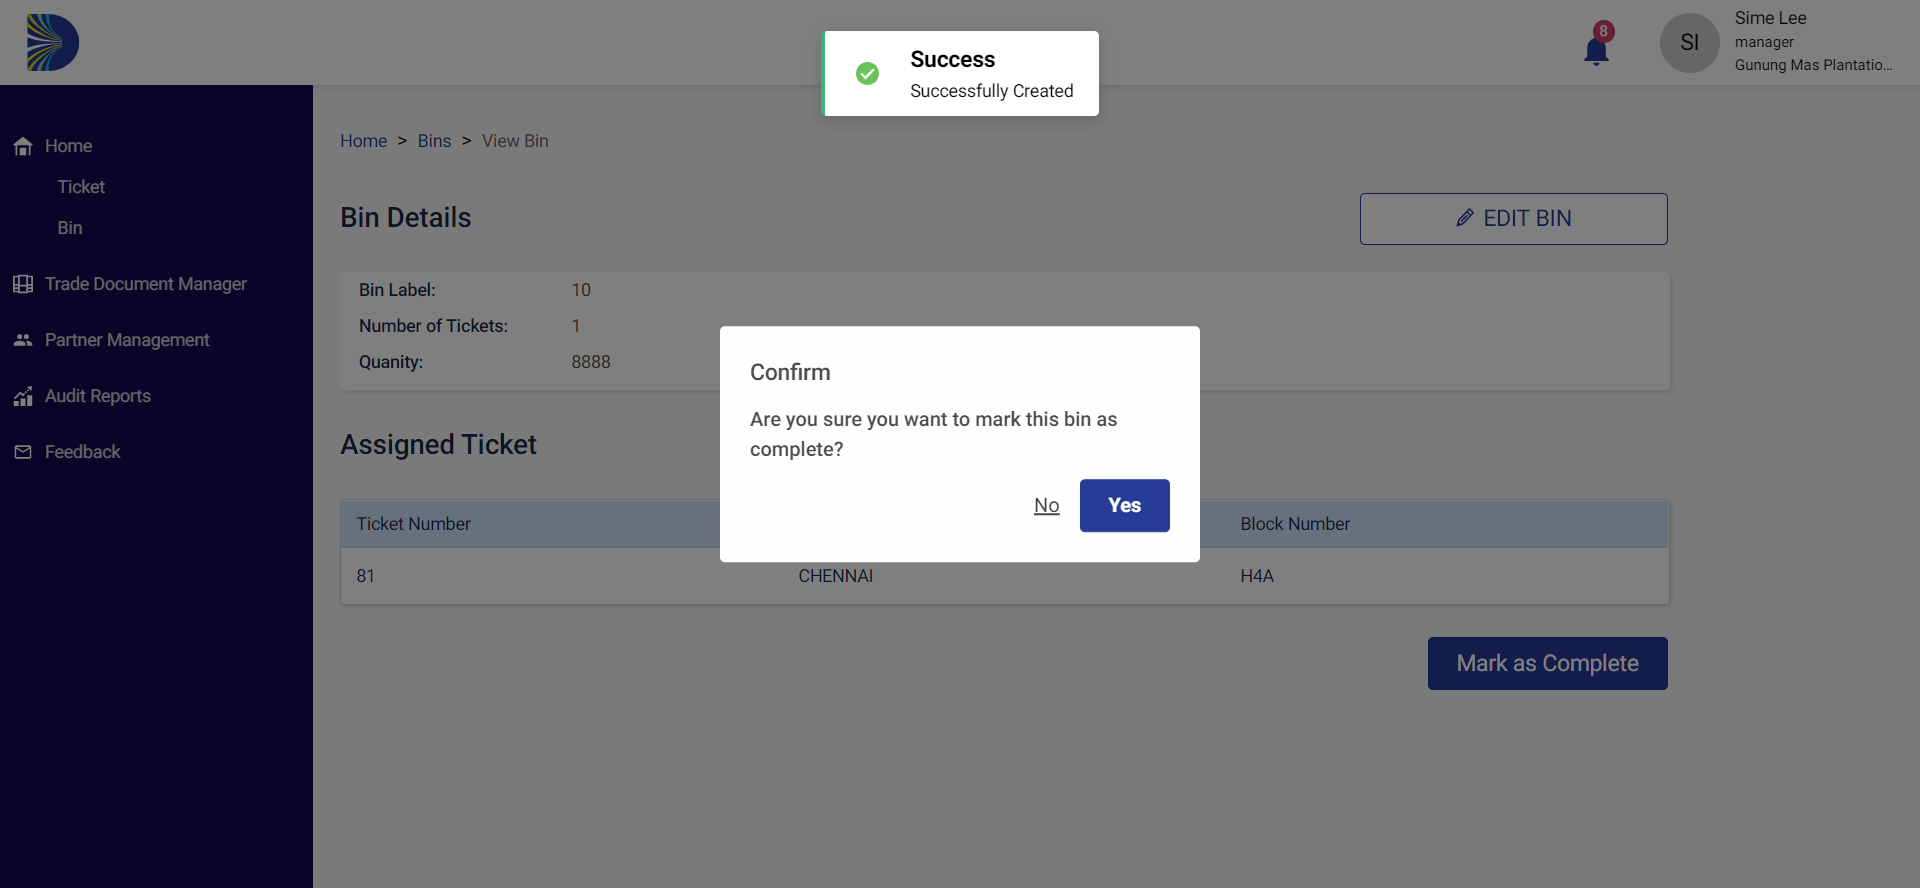 Success
Successfully Created
8
SI
Sime Lee
manager
Gunung Mas Plantatio...
Home
Ticket
Bin
Trade Document Manager
Partner Management
Audit Reports
Feedback
Home > Bins > View Bin
Bin Details
EDIT BIN
Bin Label: 10
Number of Tickets: 1
Quanity: 8888
Confirm
Are you sure you want to mark this bin as
complete?
No Yes
Assigned Ticket
Ticket Number Block Number
81 CHENNAI H4A
Mark as Complete